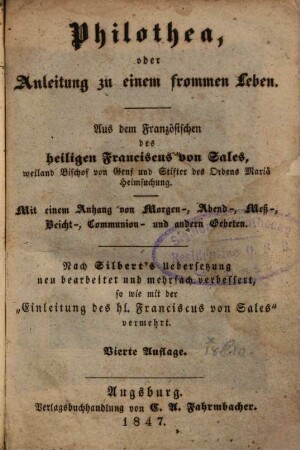 Philothea,
oder
Anleitung zu einem frommen Leben.
Aus dem Französischen
des
heiligen Franciscus von Sales,
weiland Bischof von Genf und Stifter des Ordens Mariä
Heimsuchung.
Mit einem Anhang von Morgen-, Abend-, Meß-,
Beicht-, Communion- und andern Gebeten.
Nach Silbert's Uebersetzung
neu bearbeitet und mehrfach verbessert,
so wie mit der
„Einleitung des hl. Franciscus von Sales"
vermehrt.
Vierte Auflage.
Augsburg.
Verlagsbuchhandlung von C. A. Fahrmbacher.
1847.